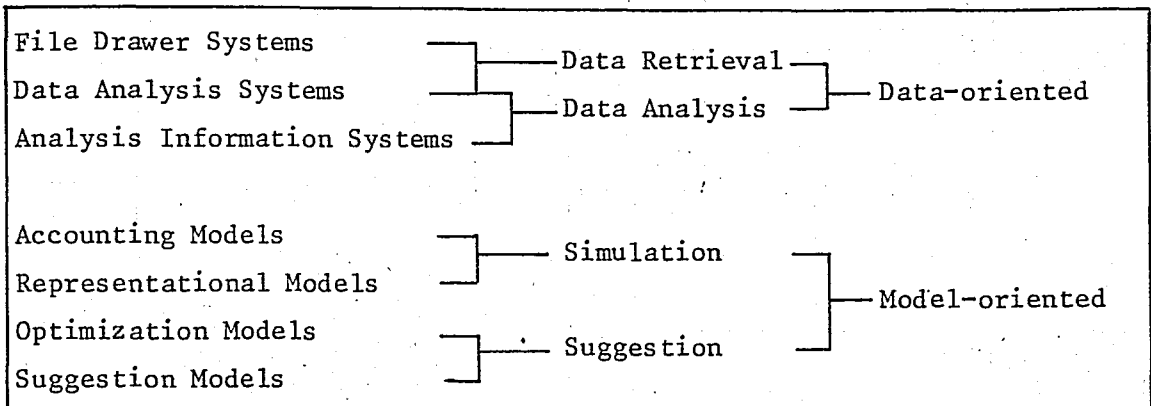 File Drawer Systems
Data Retrieval
Data Analysis Systems
Data-oriented
Data Analysis
Analysis Information Systems
Accounting Models
Simulation
Representational Models
Model-oriented
Optimization Models
Suggestion
Suggestion Models